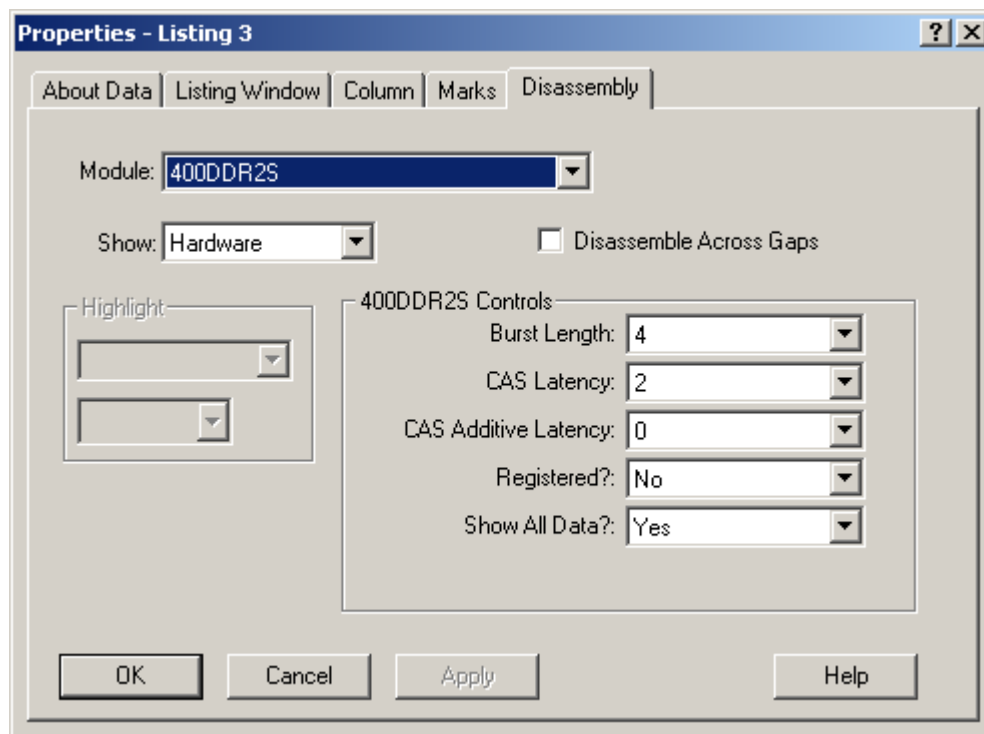 Properties - Listing 3
About Data Listing Window Column Marks Disassembly
Module: 400DDR2S
Show: Hardware Disassemble Across Gaps
Highlight
400DDR2S Controls
Burst Length: 4
CAS Latency: 2
CAS Additive Latency: 0
Registered?: No
Show All Data?: Yes
OK Cancel Apply Help